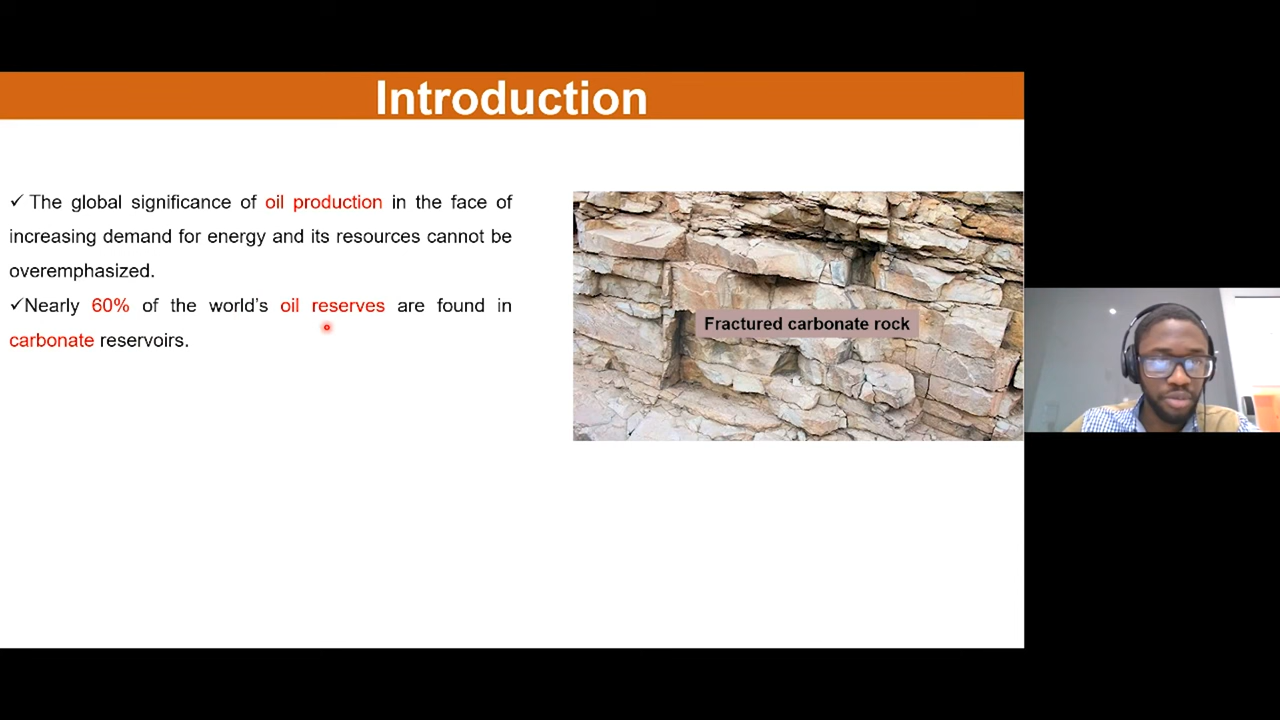 Introduction
✓ The global significance of oil production in the face of
increasing demand for energy and its resources cannot be
overemphasized.
✓Nearly 60% of the world's oil reserves are found in
carbonate reservoirs.
Fractured carbonate rock